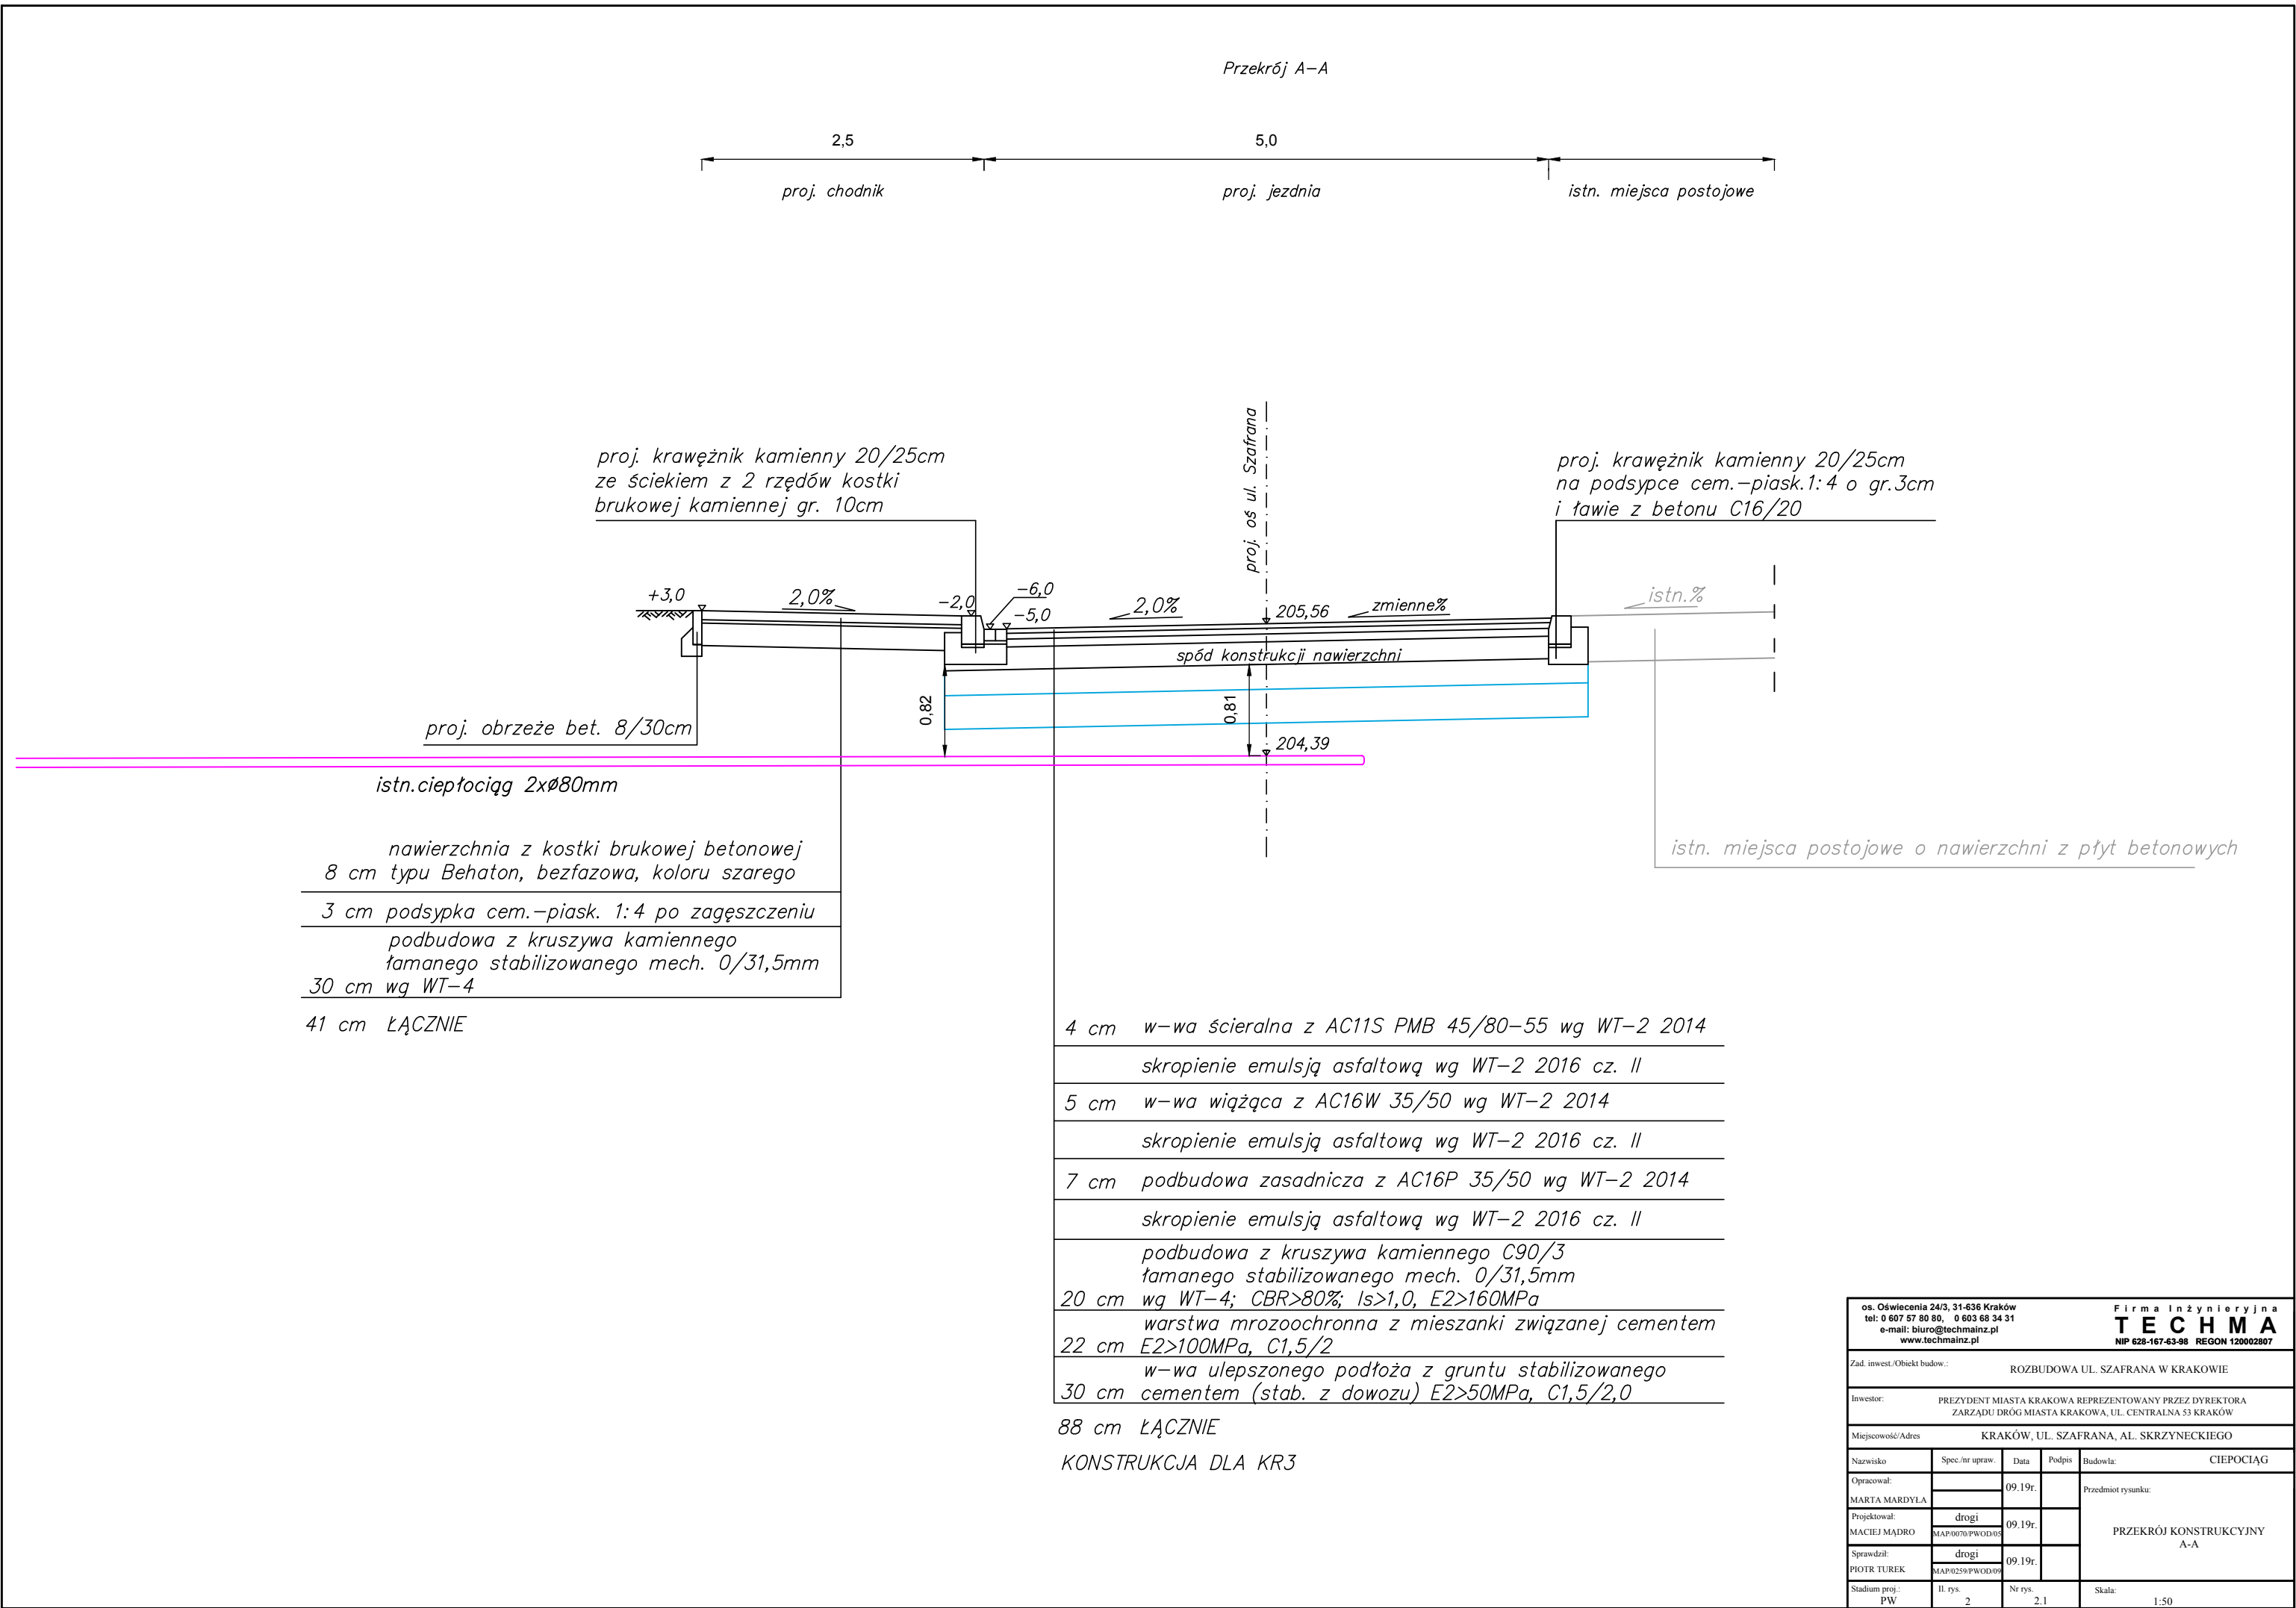 Przekrój A-A
2,5
5,0
proj. chodnik
proj. jezdnia
istn. miejsca postojowe
proj. oś ul. Szafrana
proj. krawężnik kamienny 20/25cm
ze ściekiem z 2 rzędów kostki
brukowej kamiennej gr. 10cm
proj. krawężnik kamienny 20/25cm
na podsypce cem.-piask.1:4 o gr.3cm
i ławie z betonu C16/20
+3,0
2,0%
-2,0
-6,0
-5,0
2,0%
205,56
zmienne%
istn.%
spód konstrukcji nawierzchni
0,82
0,81
204,39
proj. obrzeże bet. 8/30cm
istn.ciepłociąg 2xø80mm
istn. miejsca postojowe o nawierzchni z płyt betonowych
nawierzchnia z kostki brukowej betonowej
8 cm typu Behaton, bezfazowa, koloru szarego
3 cm podsypka cem.-piask. 1:4 po zagęszczeniu
podbudowa z kruszywa kamiennego
łamanego stabilizowanego mech. 0/31,5mm
30 cm wg WT-4
41 cm ŁĄCZNIE
4 cm w-wa ścieralna z AC11S PMB 45/80-55 wg WT-2 2014
skropienie emulsją asfaltową wg WT-2 2016 cz. II
5 cm w-wa wiążąca z AC16W 35/50 wg WT-2 2014
skropienie emulsją asfaltową wg WT-2 2016 cz. II
7 cm podbudowa zasadnicza z AC16P 35/50 wg WT-2 2014
skropienie emulsją asfaltową wg WT-2 2016 cz. II
podbudowa z kruszywa kamiennego C90/3
łamanego stabilizowanego mech. 0/31,5mm
20 cm wg WT-4; CBR>80%; Is>1,0, E2>160MPa
warstwa mrozoochronna z mieszanki związanej cementem
22 cm E2>100MPa, C1,5/2
w-wa ulepszonego podłoża z gruntu stabilizowanego
30 cm cementem (stab. z dowozu) E2>50MPa, C1,5/2,0
88 cm ŁĄCZNIE
KONSTRUKCJA DLA KR3
os. Oświecenia 24/3, 31-636 Kraków
tel: 0 607 57 80 80, 0 603 68 34 31
e-mail: biuro@techmainz.pl
www.techmainz.pl
Firma Inżynieryjna
TECHMA
NIP 628-167-63-98 REGON 120002807
Zad. inwest./Obiekt budow.: ROZBUDOWA UL. SZAFRANA W KRAKOWIE
Inwestor: PREZYDENT MIASTA KRAKOWA REPREZENTOWANY PRZEZ DYREKTORA
ZARZĄDU DRÓG MIASTA KRAKOWA, UL. CENTRALNA 53 KRAKÓW
Miejscowość/Adres KRAKÓW, UL. SZAFRANA, AL. SKRZYNECKIEGO
Nazwisko Spec./nr upraw. Data Podpis Budowla: CIEPOCIĄG
Opracował:
MARTA MARDYŁA
09.19r.
Przedmiot rysunku:
PRZEKRÓJ KONSTRUKCYJNY
A-A
Projektował:
MACIEJ MĄDRO
drogi
MAP/0070/PWOD/05
09.19r.
Sprawdził:
PIOTR TUREK
drogi
MAP/0259/PWOD/09
09.19r.
Stadium proj.: Il. rys. Nr rys. Skala:
PW 2 2.1 1:50